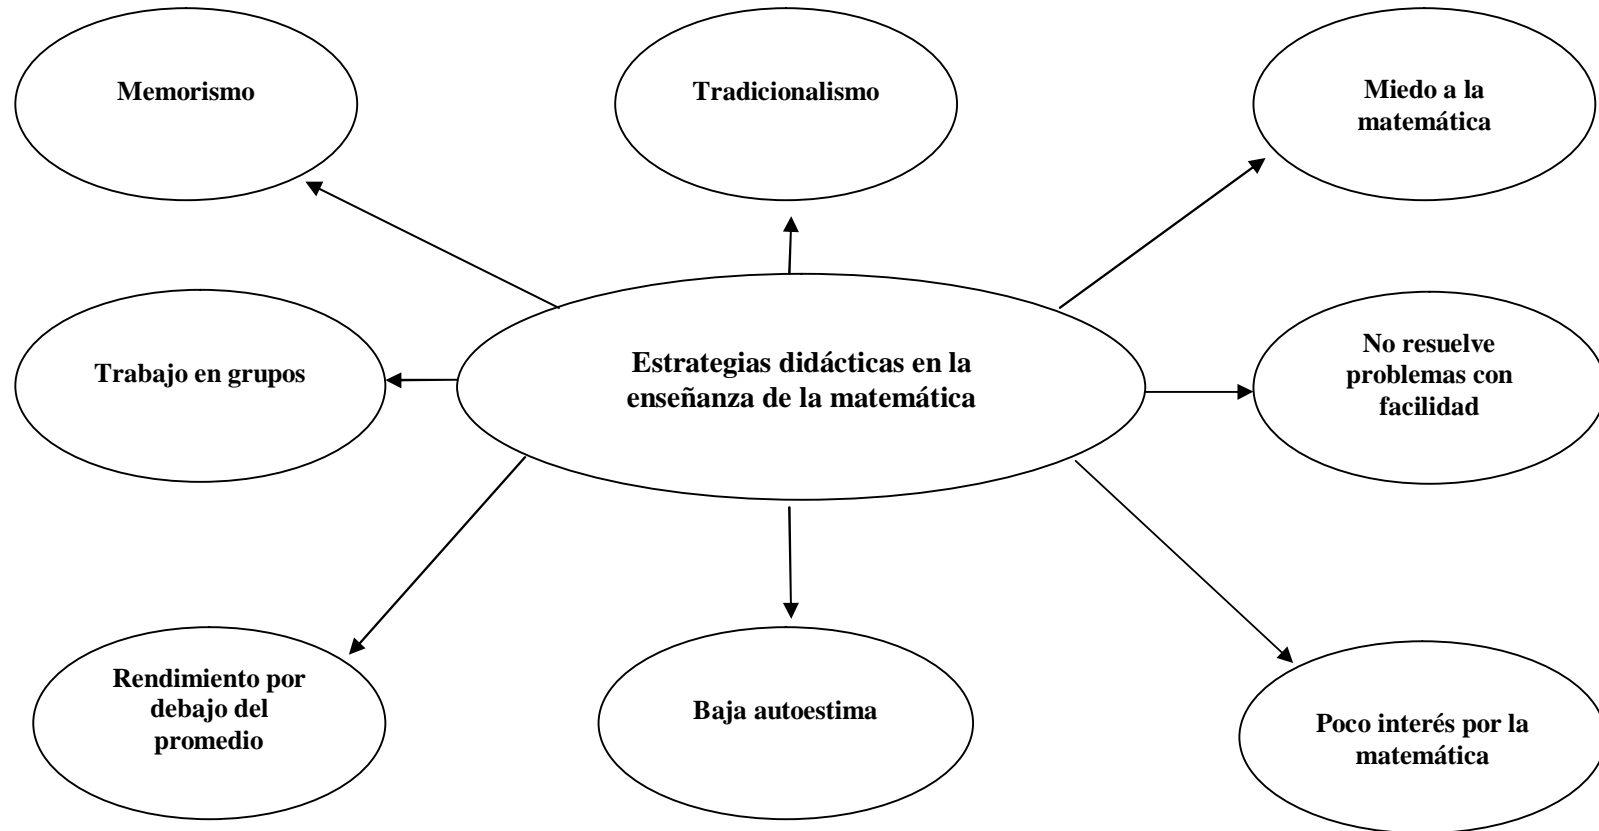 Memorismo
Tradicionalismo
Miedo a la
matemática
Trabajo en grupos
Estrategias didácticas en la
enseñanza de la matemática
No resuelve
problemas con
facilidad
Rendimiento por
debajo del
promedio
Baja autoestima
Poco interés por la
matemática